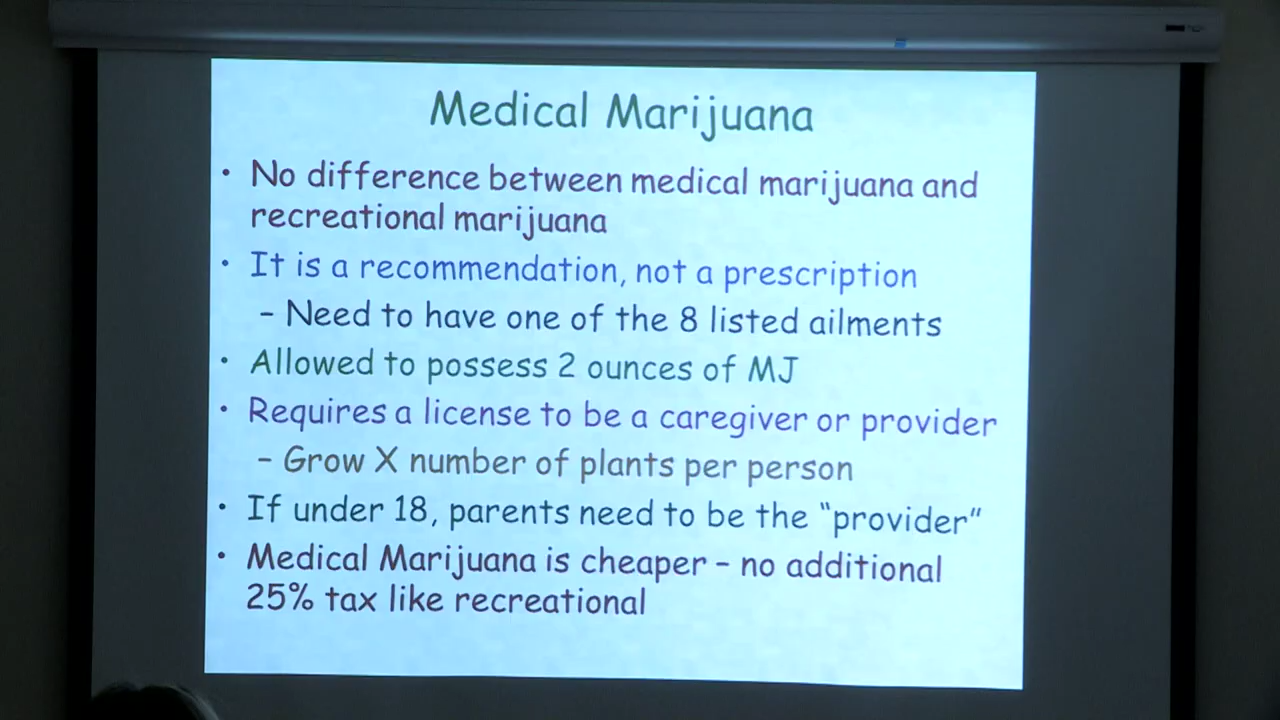 Medical Marijuana
• No difference between medical marijuana and
recreational marijuana
• It is a recommendation, not a prescription
– Need to have one of the 8 listed ailments
• Allowed to possess 2 ounces of MJ
• Requires a license to be a caregiver or provider
– Grow X number of plants per person
• If under 18, parents need to be the “provider”
• Medical Marijuana is cheaper – no additional
25% tax like recreational